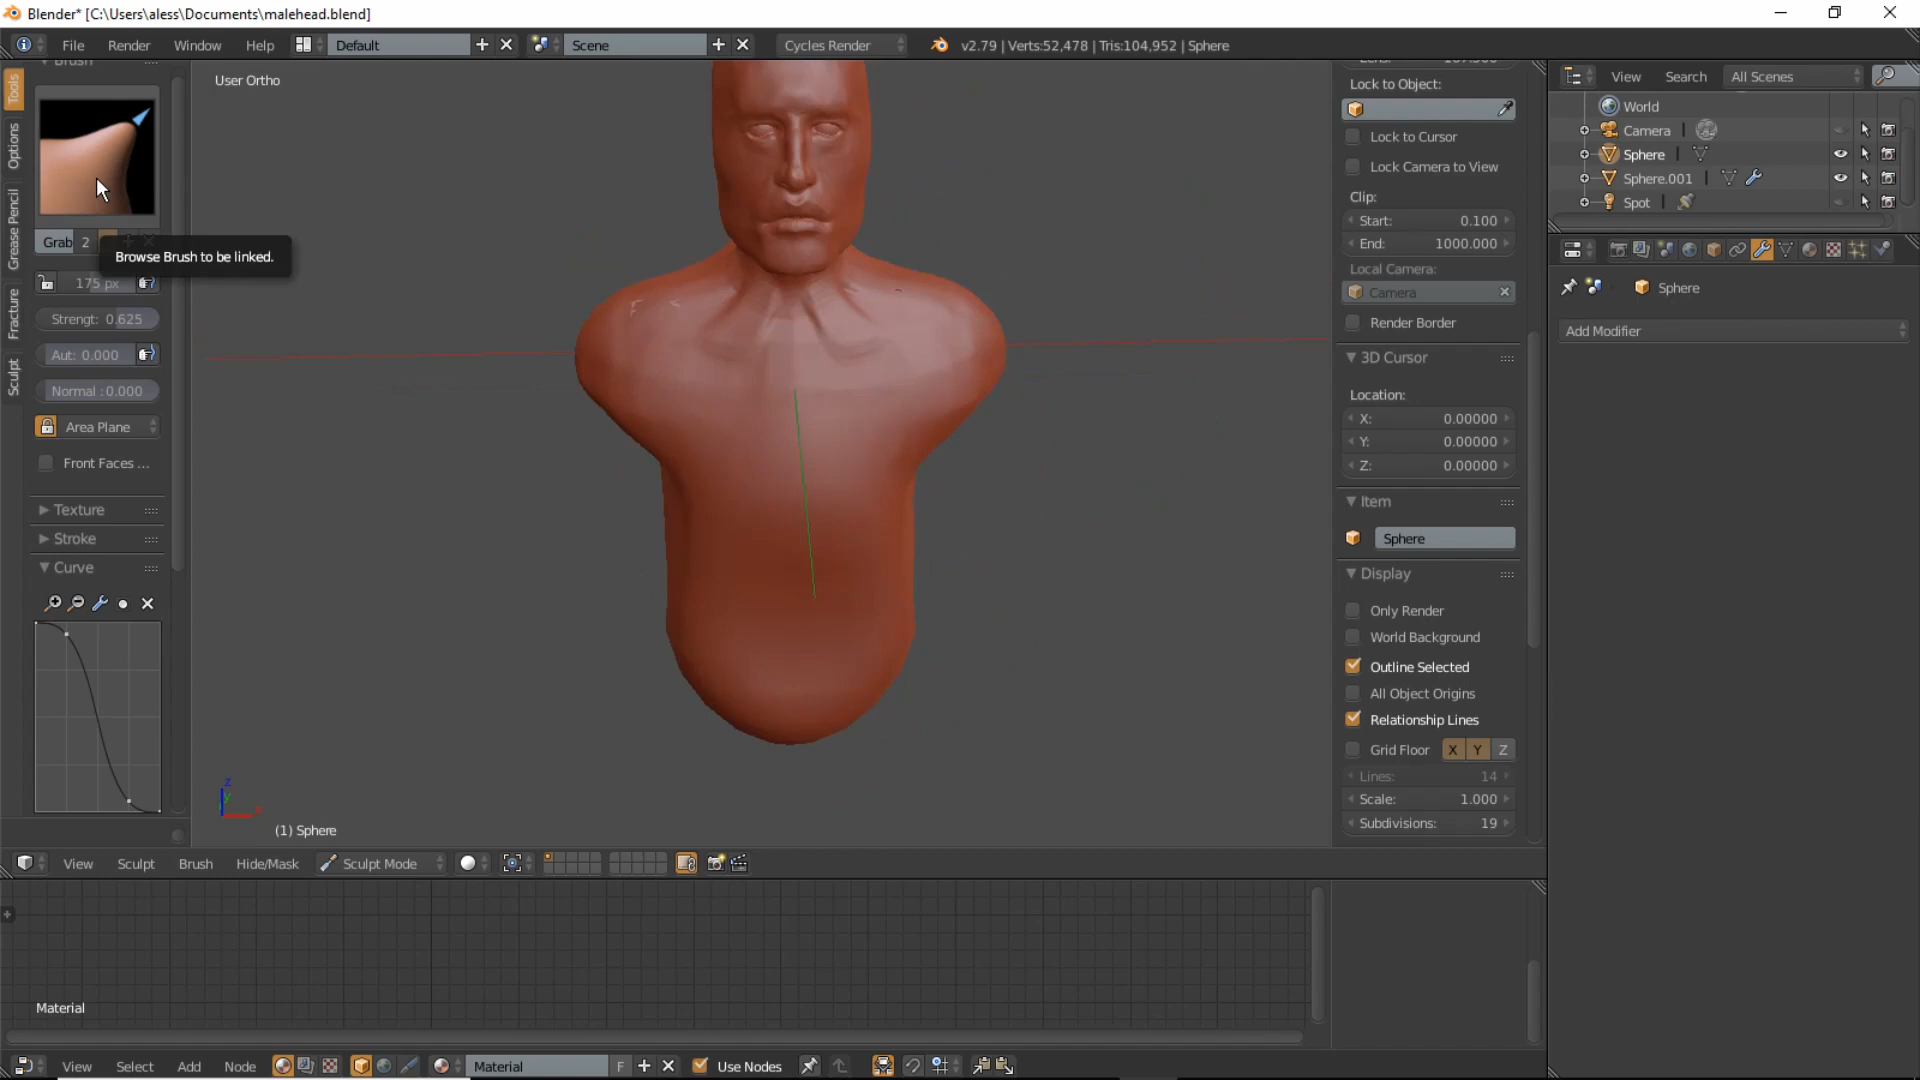 Blender* [C:\Users\aless\Documents\malehead.blend]
File Render Window Help Default Scene Cycles Render v2.79 | Verts:52,478 | Tris:104,952 | Sphere
Brush
Tools
Options
Grease Pencil
Fracture
Sculpt
Grab 2
Browse Brush to be linked.
175 px
Strengt: 0.625
Aut: 0.000
Normal : 0.000
Area Plane
Front Faces ...
Texture
Stroke
Curve
User Ortho
z
y
x
(1) Sphere
Lock to Object:
Lock to Cursor
Lock Camera to View
Clip:
Start: 0.100
End: 1000.000
Local Camera:
Camera
Render Border
3D Cursor
Location:
X: 0.00000
Y: 0.00000
Z: 0.00000
Item
Sphere
Display
Only Render
World Background
Outline Selected
All Object Origins
Relationship Lines
Grid Floor X Y Z
Lines: 14
Scale: 1.000
Subdivisions: 19
View Search All Scenes
World
Camera
Sphere
Sphere.001
Spot
Sphere
Add Modifier
View Sculpt Brush Hide/Mask Sculpt Mode
Material
View Select Add Node Material F Use Nodes